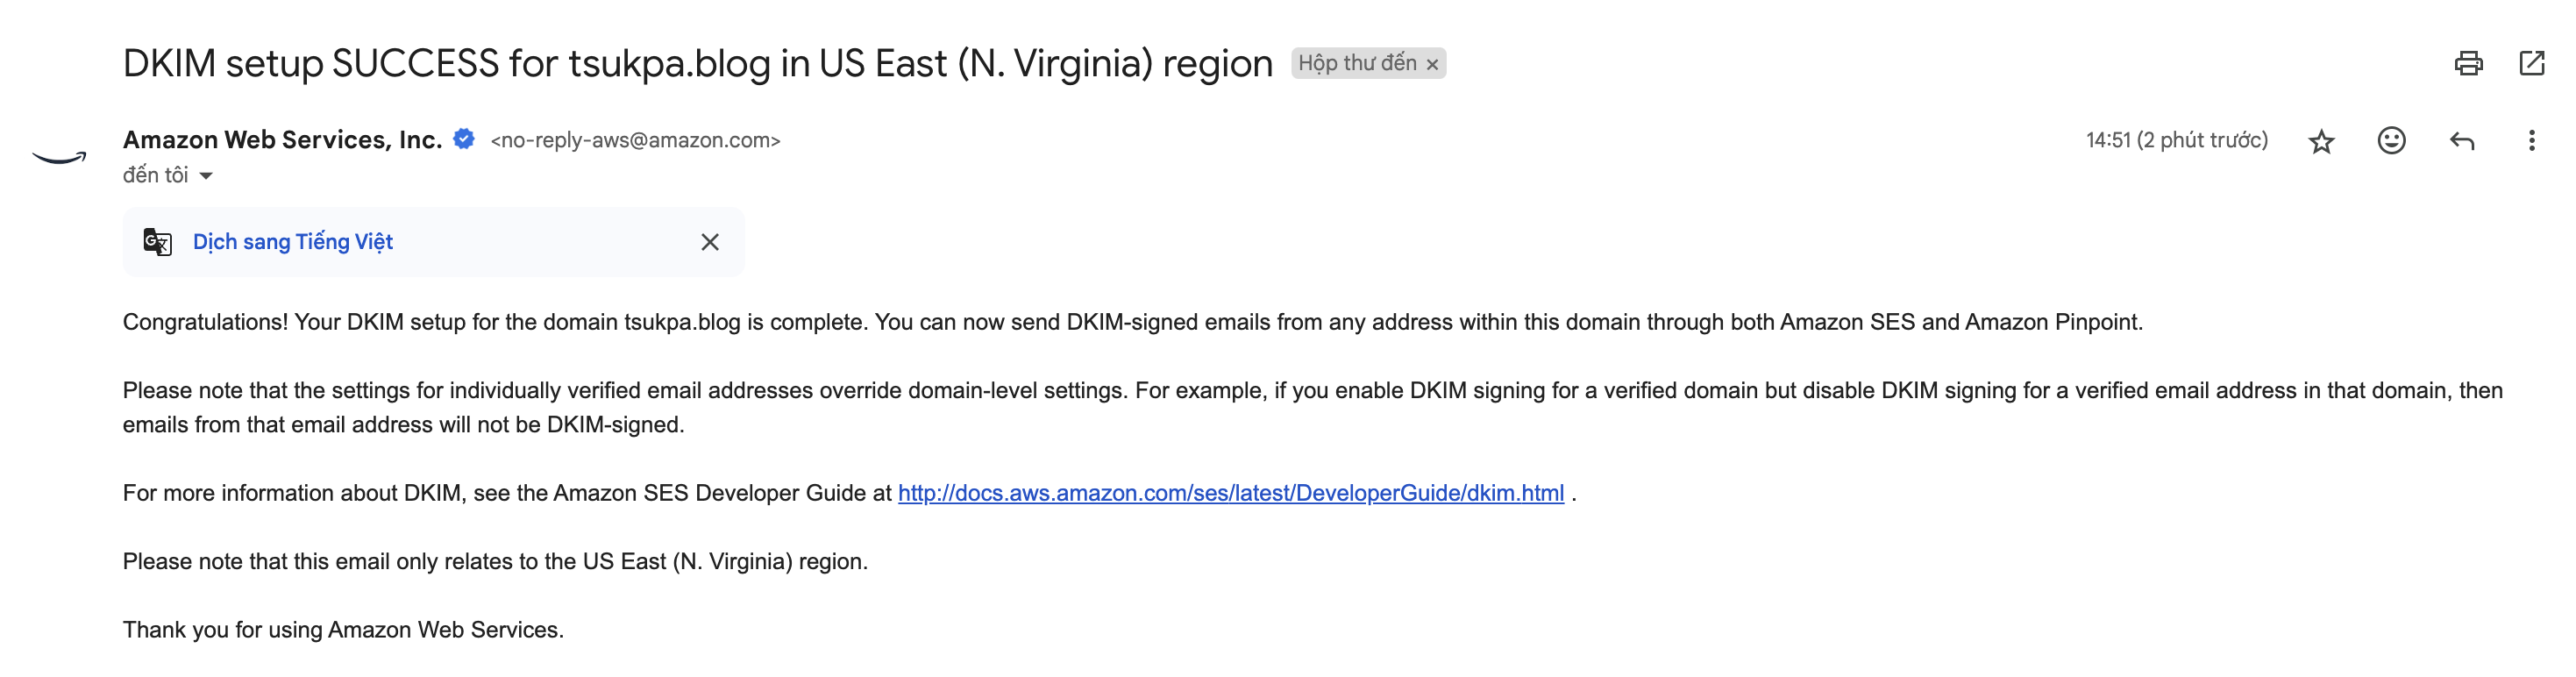 DKIM setup SUCCESS for tsukpa.blog in US East (N. Virginia) region Hộp thư đến ×
Amazon Web Services, Inc. <no-reply-aws@amazon.com> 14:51 (2 phút trước)
đến tôi
Dịch sang Tiếng Việt
Congratulations! Your DKIM setup for the domain tsukpa.blog is complete. You can now send DKIM-signed emails from any address within this domain through both Amazon SES and Amazon Pinpoint.
Please note that the settings for individually verified email addresses override domain-level settings. For example, if you enable DKIM signing for a verified domain but disable DKIM signing for a verified email address in that domain, then
emails from that email address will not be DKIM-signed.
For more information about DKIM, see the Amazon SES Developer Guide at http://docs.aws.amazon.com/ses/latest/DeveloperGuide/dkim.html .
Please note that this email only relates to the US East (N. Virginia) region.
Thank you for using Amazon Web Services.